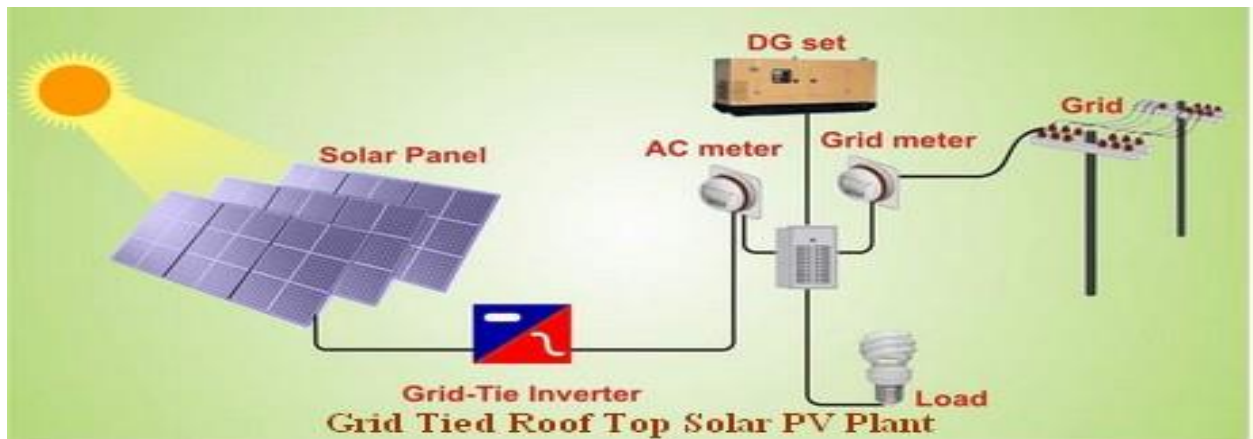 DG set
Grid
Solar Panel
AC meter
Grid meter
Grid-Tie Inverter
Load
Grid Tied Roof Top Solar PV Plant